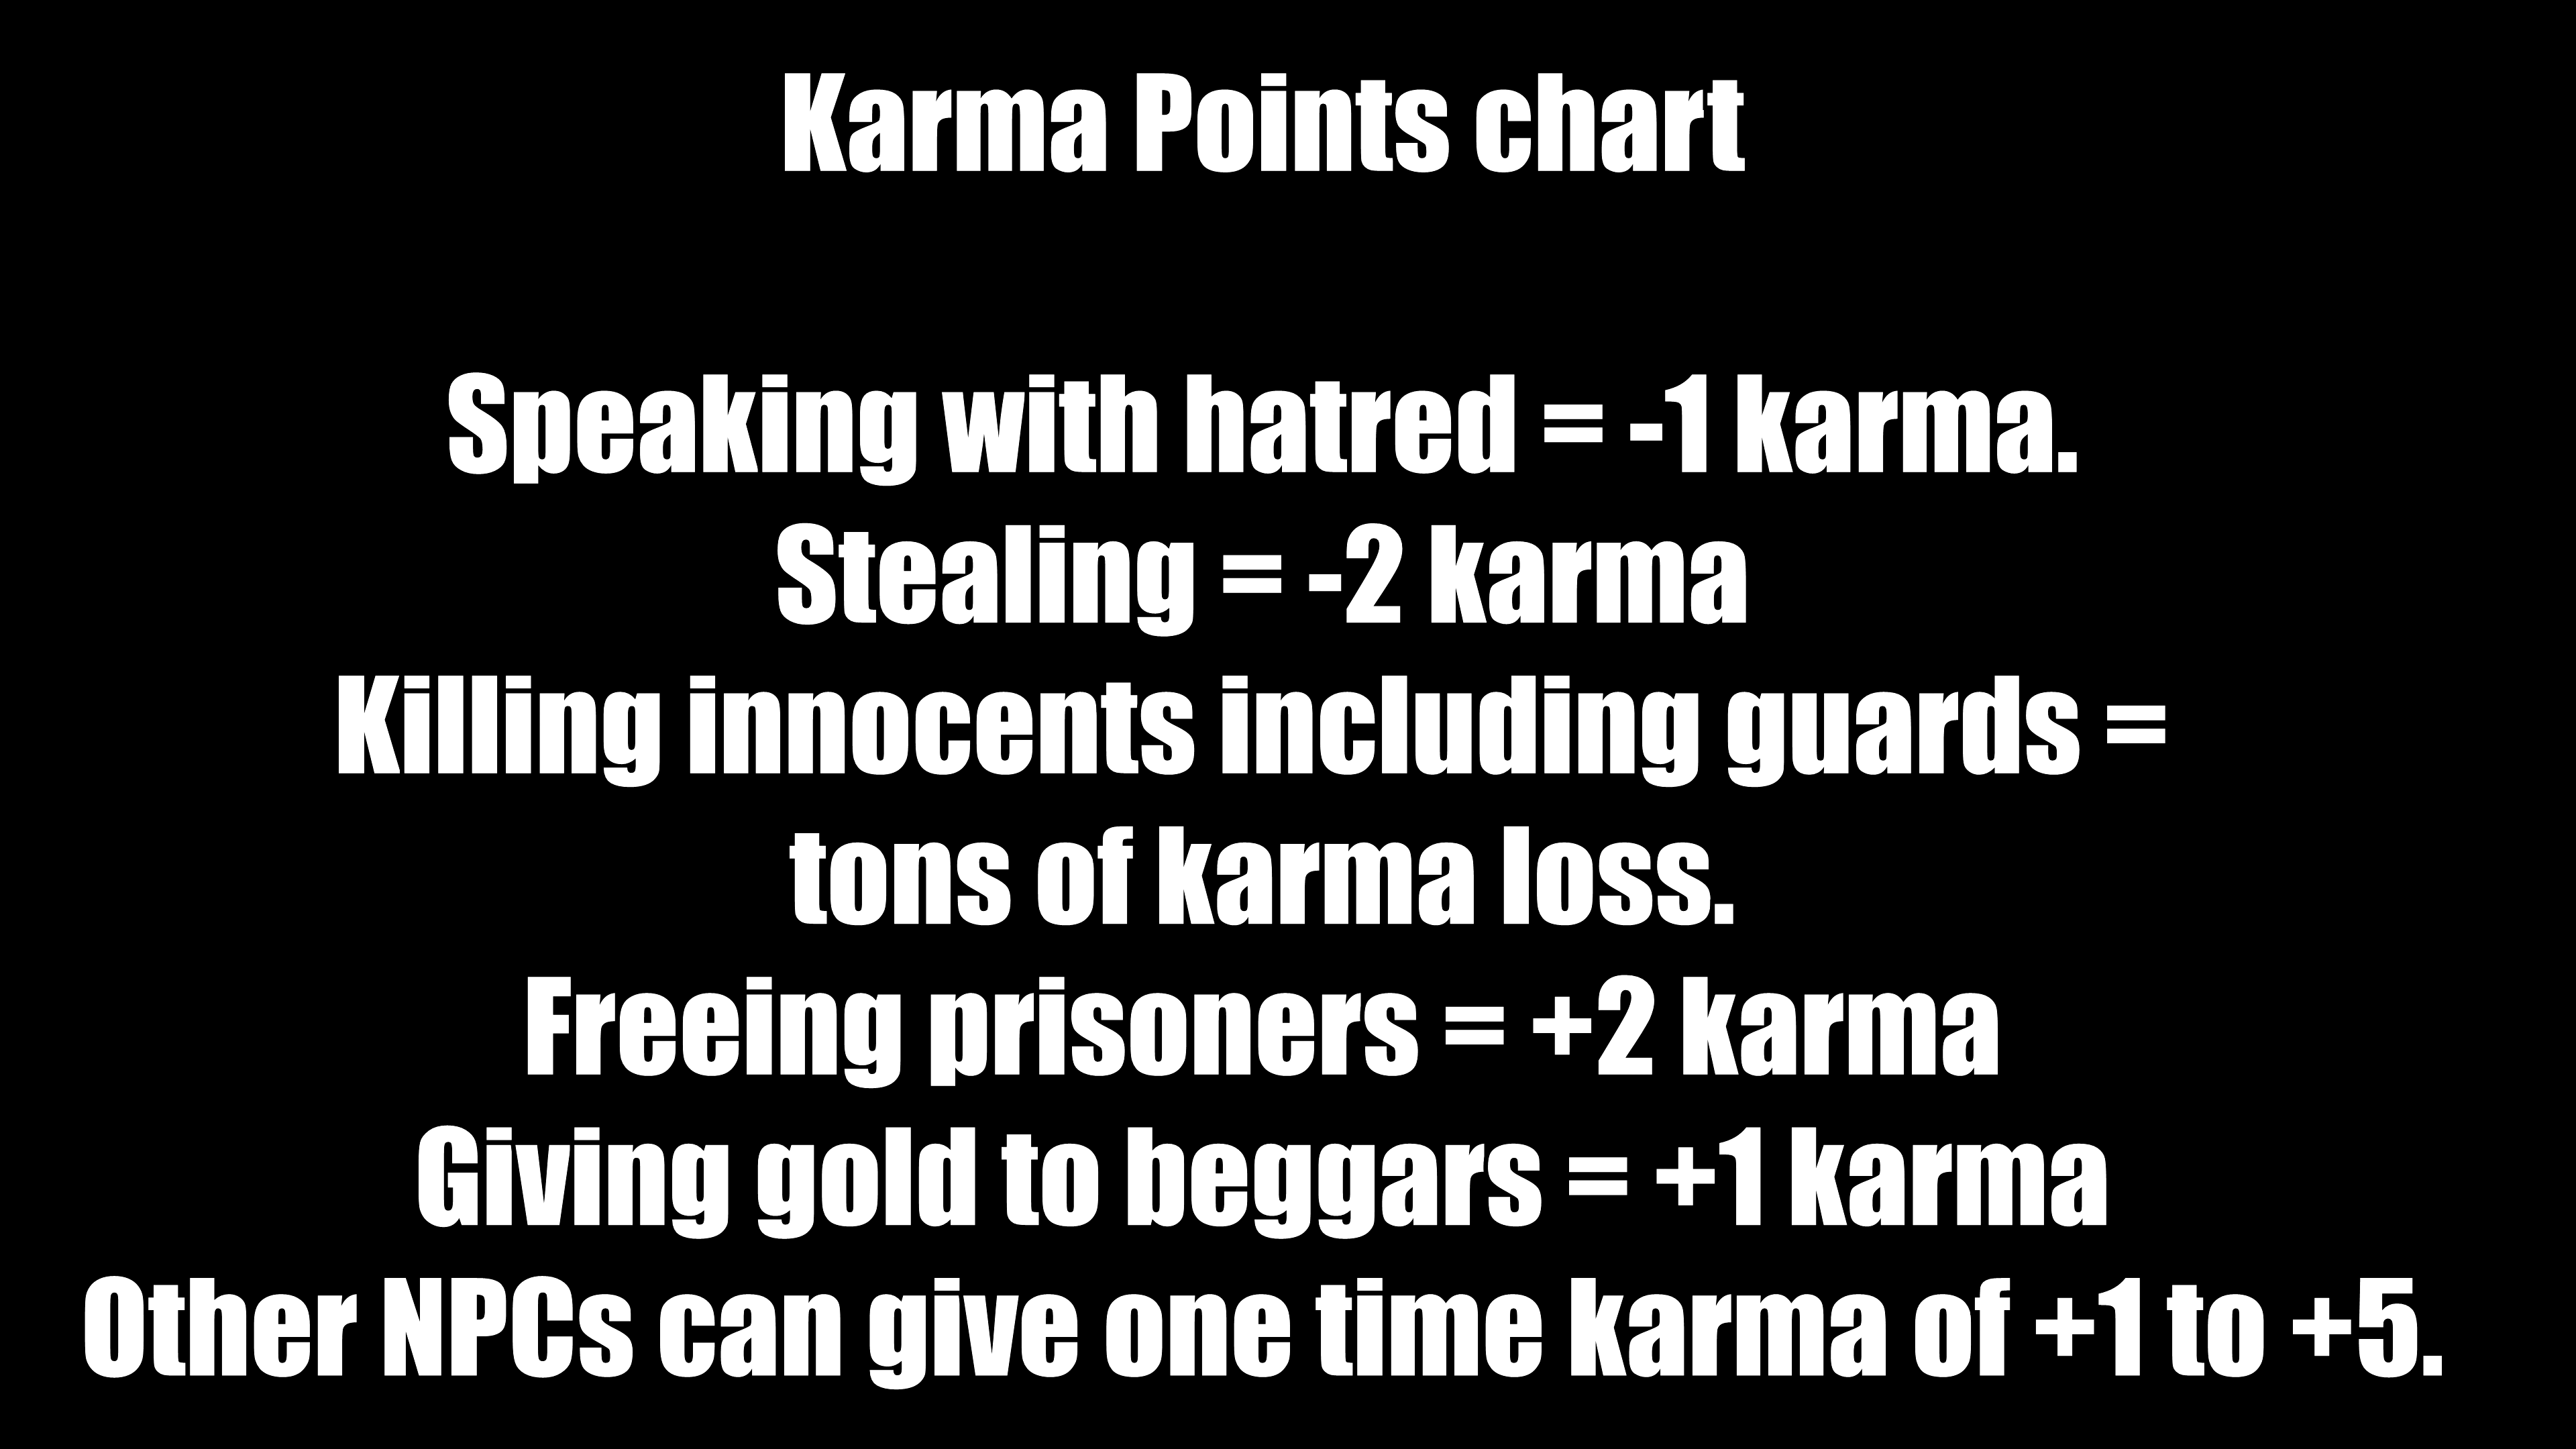 Karma Points chart
Speaking with hatred = -1 karma.
Stealing = -2 karma
Killing innocents including guards =
tons of karma loss.
Freeing prisoners = +2 karma
Giving gold to beggars = +1 karma
Other NPCs can give one time karma of +1 to +5.